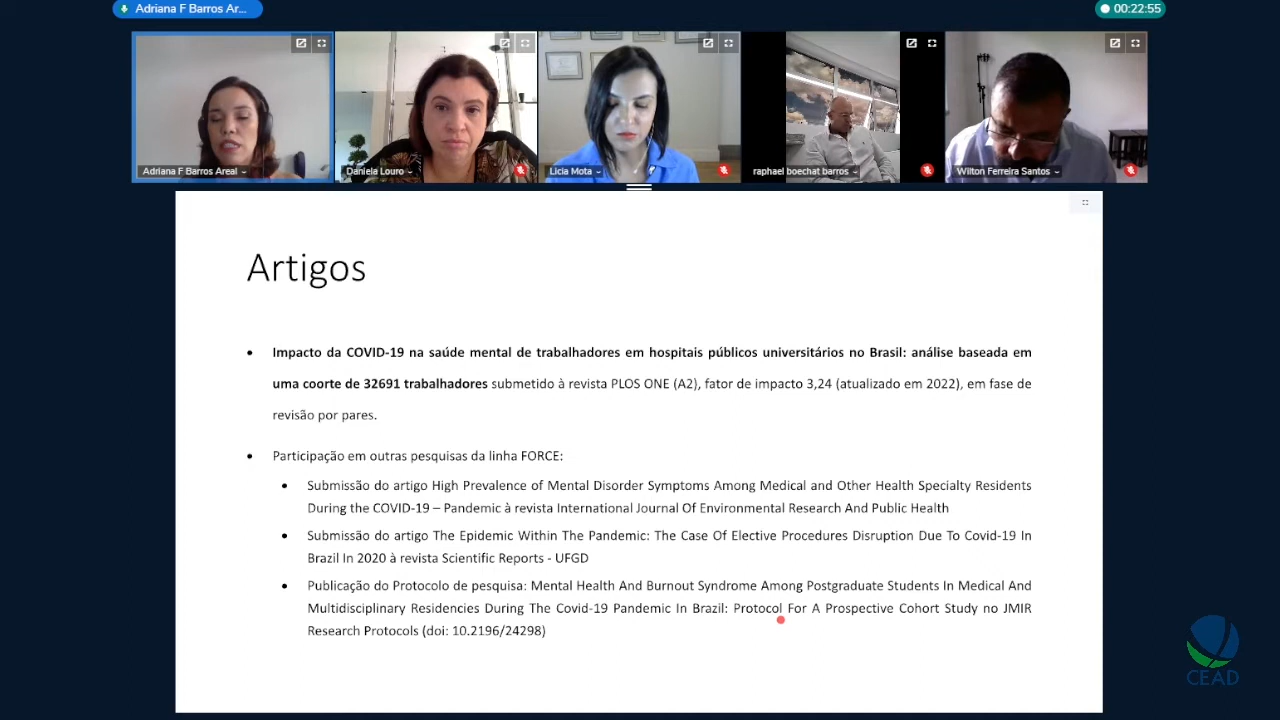 Adriana F Barros Ar...
00:22:55
Adriana F Barros Areal
Daniela Louro
Licia Mota
raphael boechat barros
Wilton Ferreira Santos
Artigos
• Impacto da COVID-19 na saúde mental de trabalhadores em hospitais públicos universitários no Brasil: análise baseada em
uma coorte de 32691 trabalhadores submetido à revista PLOS ONE (A2), fator de impacto 3,24 (atualizado em 2022), em fase de
revisão por pares.
• Participação em outras pesquisas da linha FORCE:
• Submissão do artigo High Prevalence of Mental Disorder Symptoms Among Medical and Other Health Specialty Residents
During the COVID-19 – Pandemic à revista International Journal Of Environmental Research And Public Health
• Submissão do artigo The Epidemic Within The Pandemic: The Case Of Elective Procedures Disruption Due To Covid-19 In
Brazil In 2020 à revista Scientific Reports - UFGD
• Publicação do Protocolo de pesquisa: Mental Health And Burnout Syndrome Among Postgraduate Students In Medical And
Multidisciplinary Residencies During The Covid-19 Pandemic In Brazil: Protocol For A Prospective Cohort Study no JMIR
Research Protocols (doi: 10.2196/24298)
CEAD